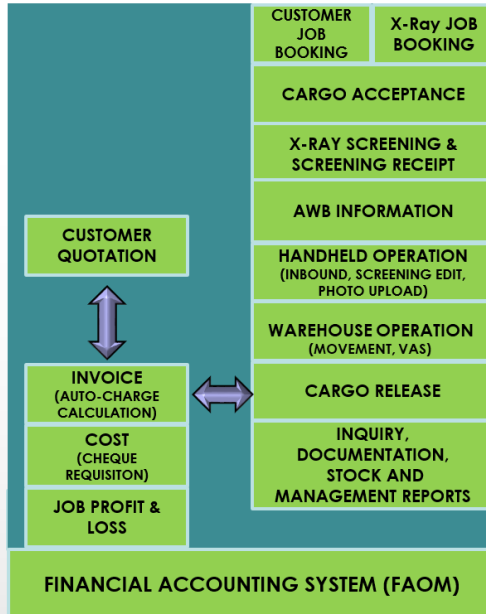 CUSTOMER
JOB
BOOKING
X-Ray JOB
BOOKING
CARGO ACCEPTANCE
X-RAY SCREENING &
SCREENING RECEIPT
AWB INFORMATION
HANDHELD OPERATION
(INBOUND, SCREENING EDIT,
PHOTO UPLOAD)
WAREHOUSE OPERATION
(MOVEMENT, VAS)
CARGO RELEASE
INQUIRY,
DOCUMENTATION,
STOCK AND
MANAGEMENT REPORTS
CUSTOMER
QUOTATION
INVOICE
(AUTO-CHARGE
CALCULATION)
COST
(CHEQUE
REQUISITON)
JOB PROFIT &
LOSS
FINANCIAL ACCOUNTING SYSTEM (FAOM)